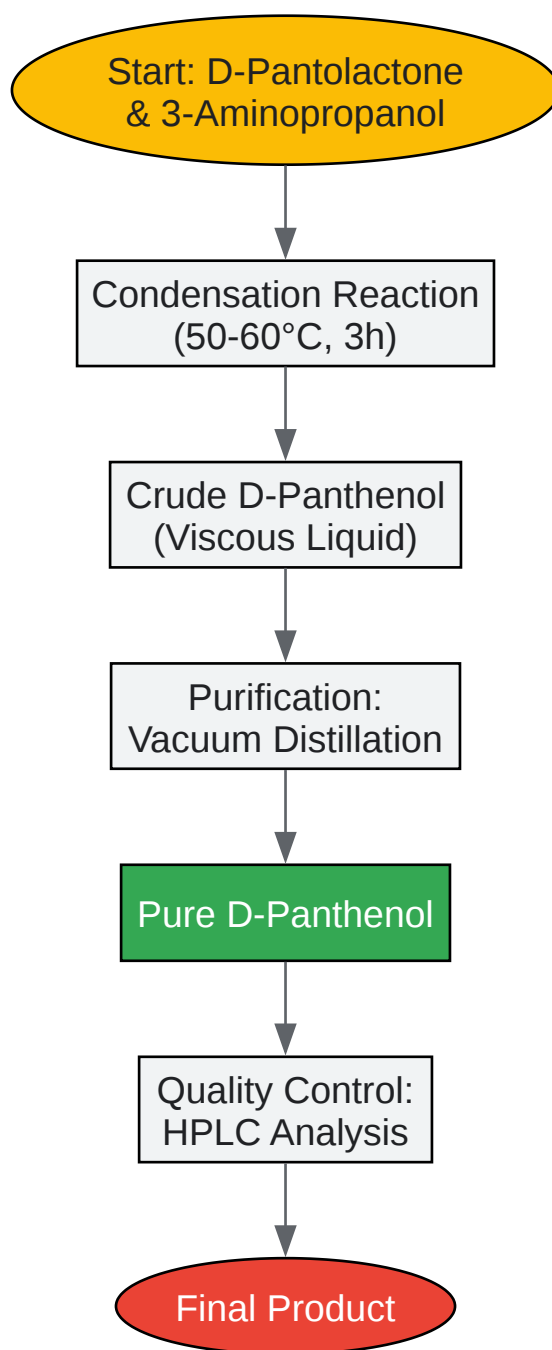 Start: D-Pantolactone
& 3-Aminopropanol
Condensation Reaction
(50-60°C, 3h)
Crude D-Panthenol
(Viscous Liquid)
Purification:
Vacuum Distillation
Pure D-Panthenol
Quality Control:
HPLC Analysis
Final Product